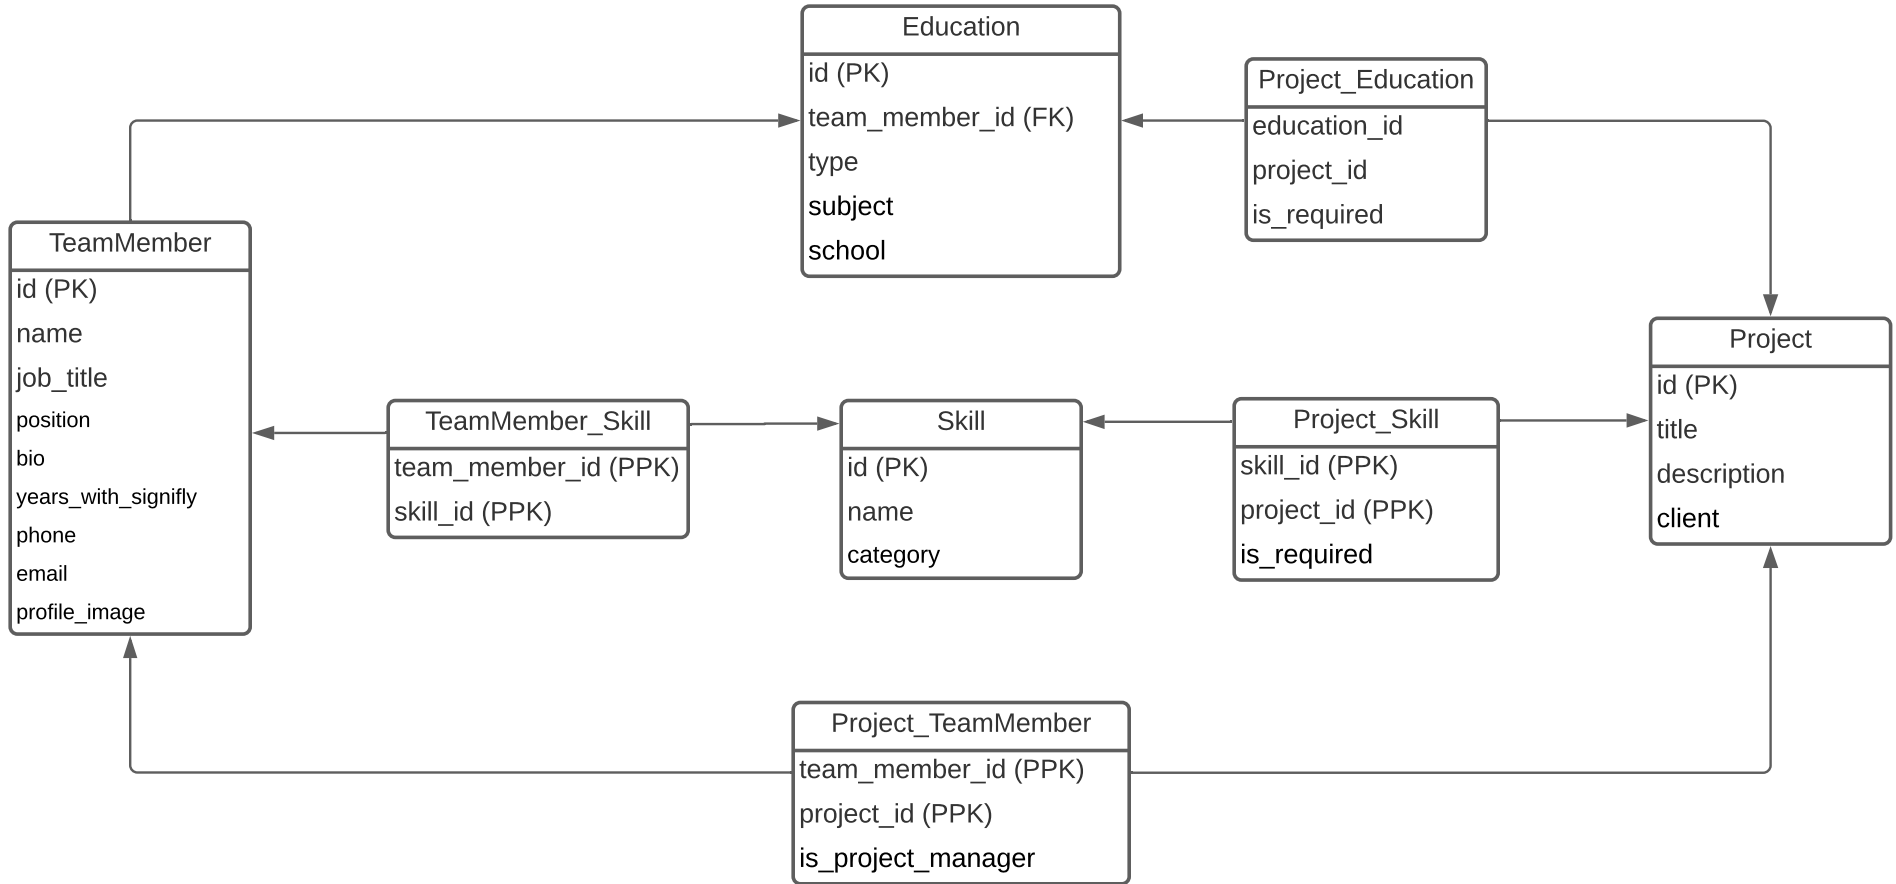 Education
id (PK)
team_member_id (FK)
type
subject
school
Project_Education
education_id
project_id
is_required
TeamMember
id (PK)
name
job_title
position
bio
years_with_signifly
phone
email
profile_image
TeamMember_Skill
team_member_id (PPK)
skill_id (PPK)
Skill
id (PK)
name
category
Project_Skill
skill_id (PPK)
project_id (PPK)
is_required
Project
id (PK)
title
description
client
Project_TeamMember
team_member_id (PPK)
project_id (PPK)
is_project_manager